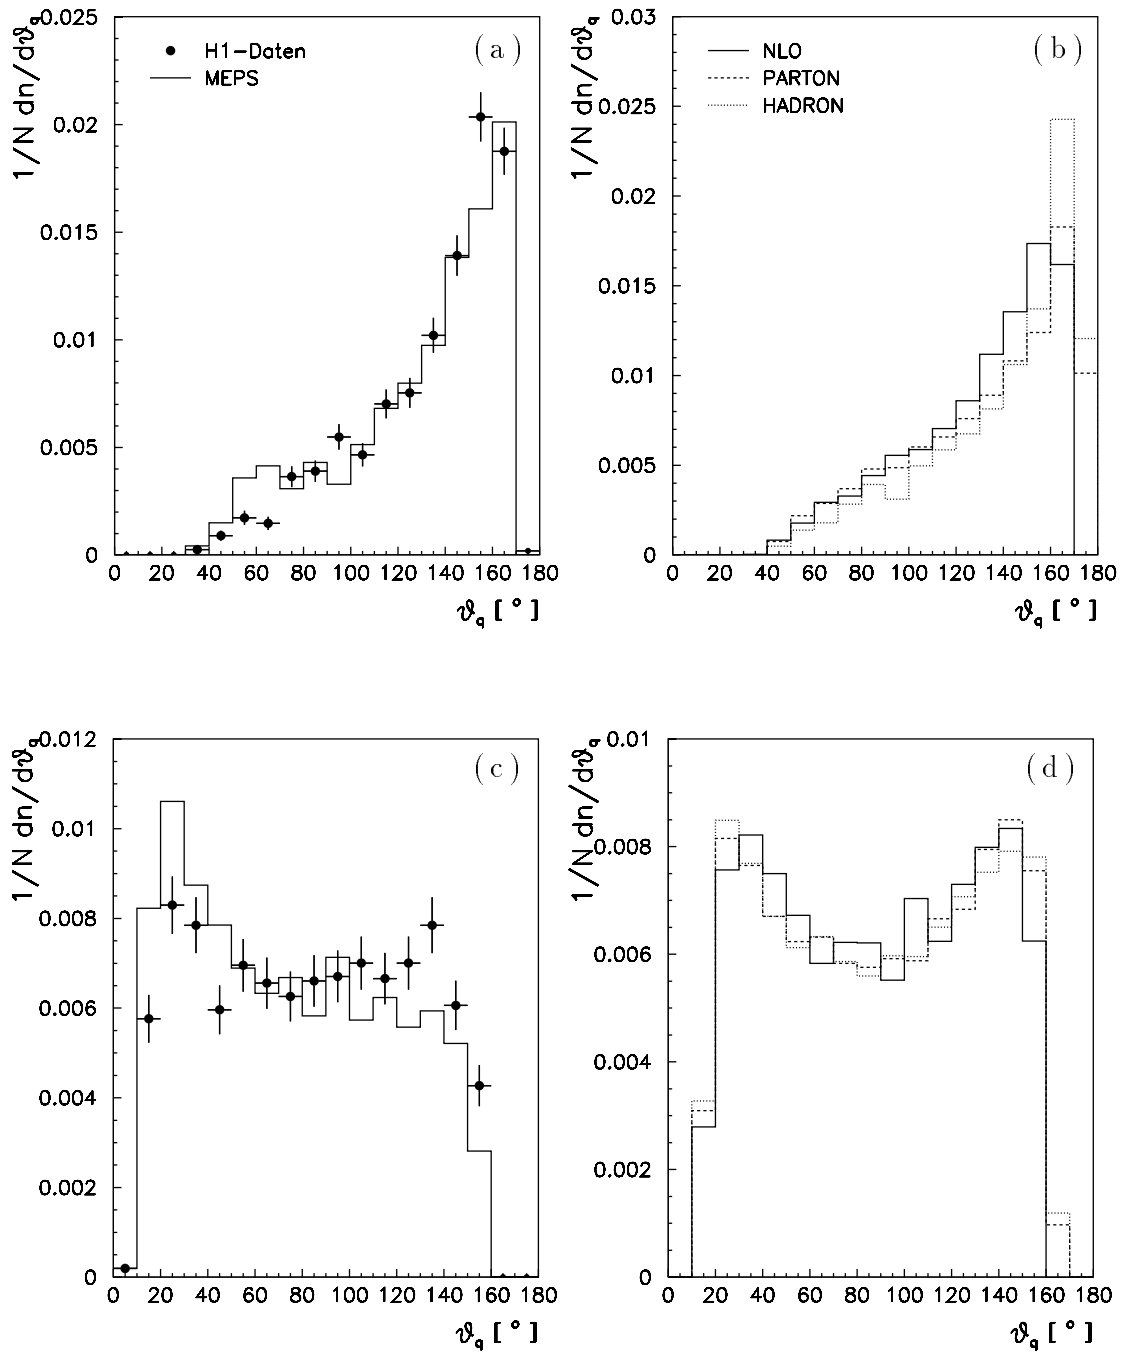 1/N dn/dϑq
0.025
0.02
0.015
0.01
0.005
0
H1-Daten
MEPS
( a )
0 20 40 60 80 100 120 140 160 180
ϑq [ ° ]
1/N dn/dϑq
0.03
0.025
0.02
0.015
0.01
0.005
0
NLO
PARTON
HADRON
( b )
0 20 40 60 80 100 120 140 160 180
ϑq [ ° ]
1/N dn/dϑq
0.012
0.01
0.008
0.006
0.004
0.002
0
( c )
0 20 40 60 80 100 120 140 160 180
ϑq [ ° ]
1/N dn/dϑq
0.01
0.008
0.006
0.004
0.002
0
( d )
0 20 40 60 80 100 120 140 160 180
ϑq [ ° ]